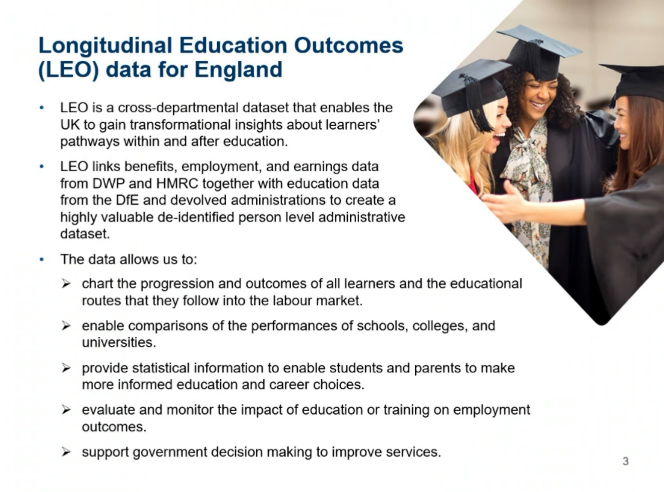 Longitudinal Education Outcomes
(LEO) data for England
• LEO is a cross-departmental dataset that enables the
UK to gain transformational insights about learners'
pathways within and after education.
• LEO links benefits, employment, and earnings data
from DWP and HMRC together with education data
from the DfE and devolved administrations to create a
highly valuable de-identified person level administrative
dataset.
• The data allows us to:
➢ chart the progression and outcomes of all learners and the educational
routes that they follow into the labour market.
➢ enable comparisons of the performances of schools, colleges, and
universities.
➢ provide statistical information to enable students and parents to make
more informed education and career choices.
➢ evaluate and monitor the impact of education or training on employment
outcomes.
➢ support government decision making to improve services.
3